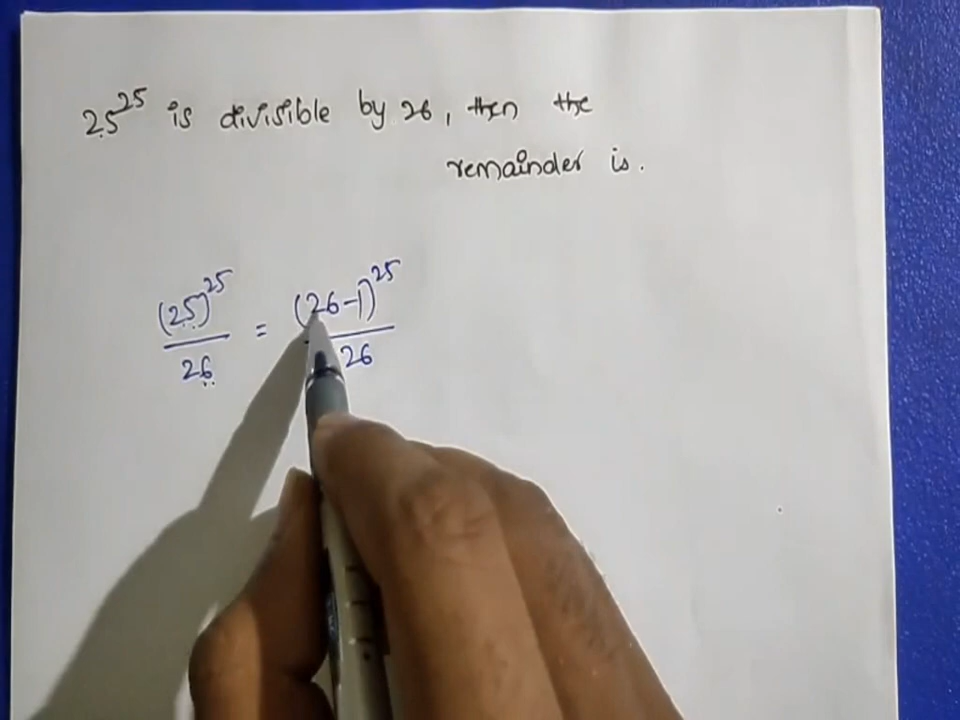 25^25 is divisible by 26, then the
remainder is.
(25)^25 / 26 = (26-1)^25 / 26